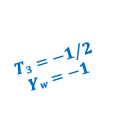 T₃ = −1/2
Y_w = −1